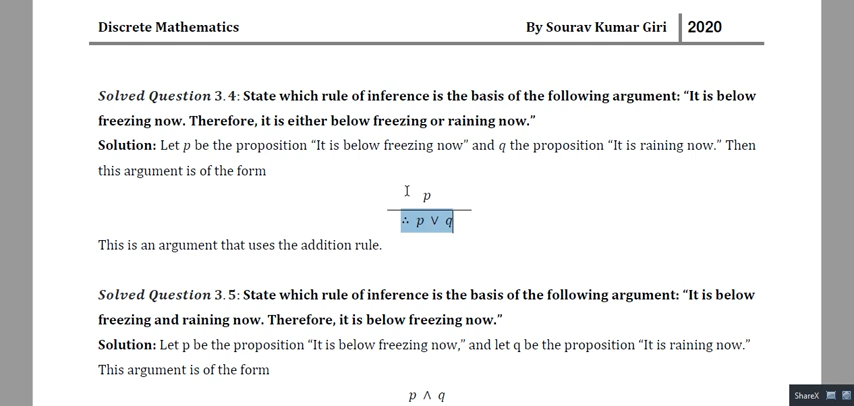 Discrete Mathematics By Sourav Kumar Giri 2020
Solved Question 3.4: State which rule of inference is the basis of the following argument: “It is below
freezing now. Therefore, it is either below freezing or raining now.”
Solution: Let p be the proposition “It is below freezing now” and q the proposition “It is raining now.” Then
this argument is of the form
p
∴ p ∨ q
This is an argument that uses the addition rule.
Solved Question 3.5: State which rule of inference is the basis of the following argument: “It is below
freezing and raining now. Therefore, it is below freezing now.”
Solution: Let p be the proposition “It is below freezing now,” and let q be the proposition “It is raining now.”
This argument is of the form
p ∧ q
ShareX